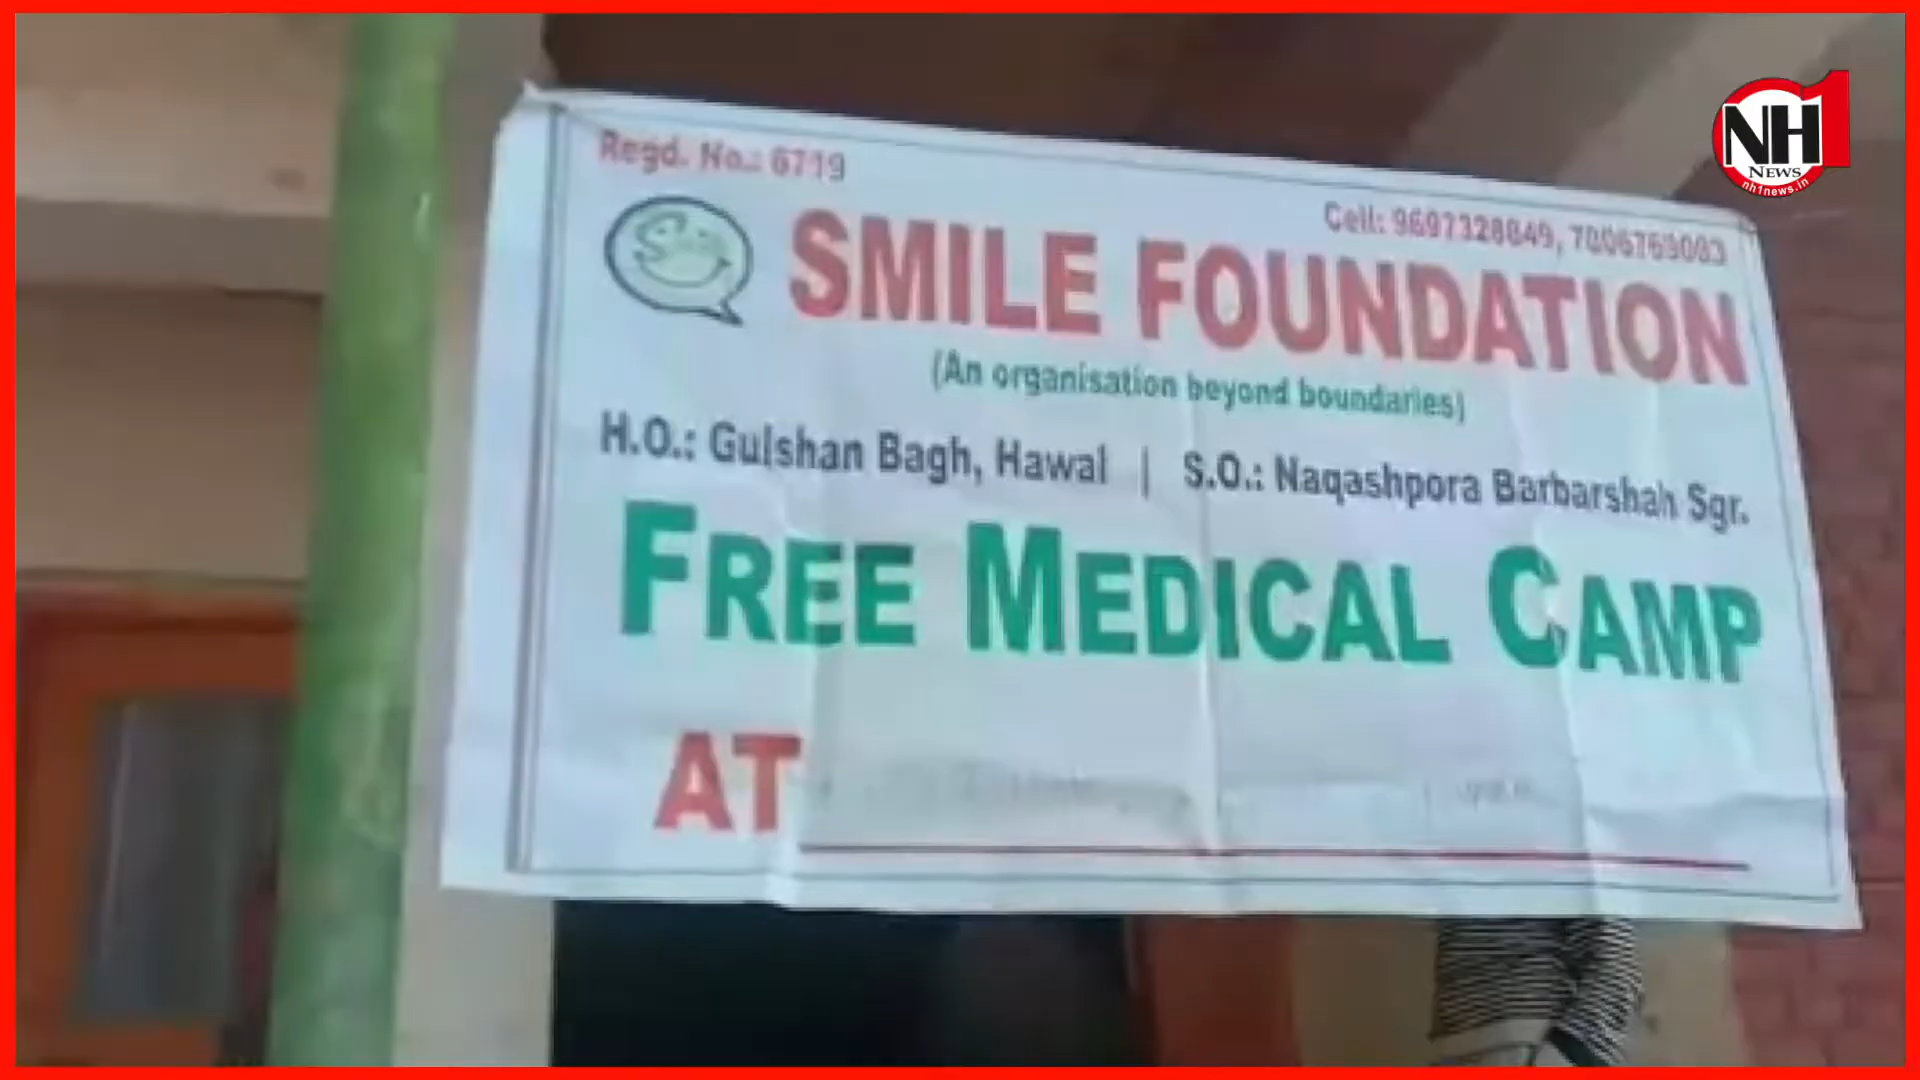 Regd. No.: 6719
Cell: 9697328849, 7006769083
SMILE FOUNDATION
(An organisation beyond boundaries)
H.O.: Gulshan Bagh, Hawal | S.O.: Naqashpora Barbarshah Sgr.
FREE MEDICAL CAMP
AT
NH1
NEWS
nh1news.in